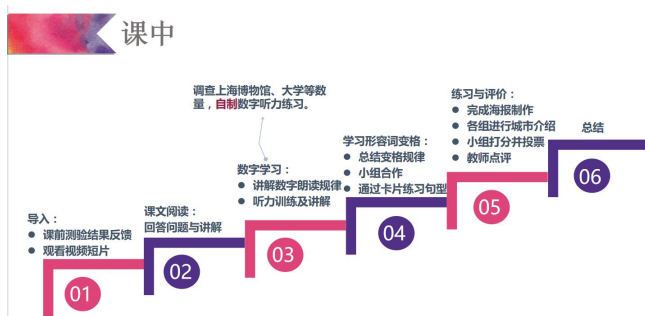 课中
导入：
● 课前测验结果反馈
● 观看视频短片
01
课文阅读：
回答问题与讲解
02
调查上海博物馆、大学等数
量，自制数字听力练习。
数字学习：
● 讲解数字朗读规律
● 听力训练及讲解
03
学习形容词变格：
● 总结变格规律
● 小组合作
● 通过卡片练习句型
04
练习与评价：
● 完成海报制作
● 各组进行城市介绍
● 小组打分并投票
● 教师点评
05
总结
06